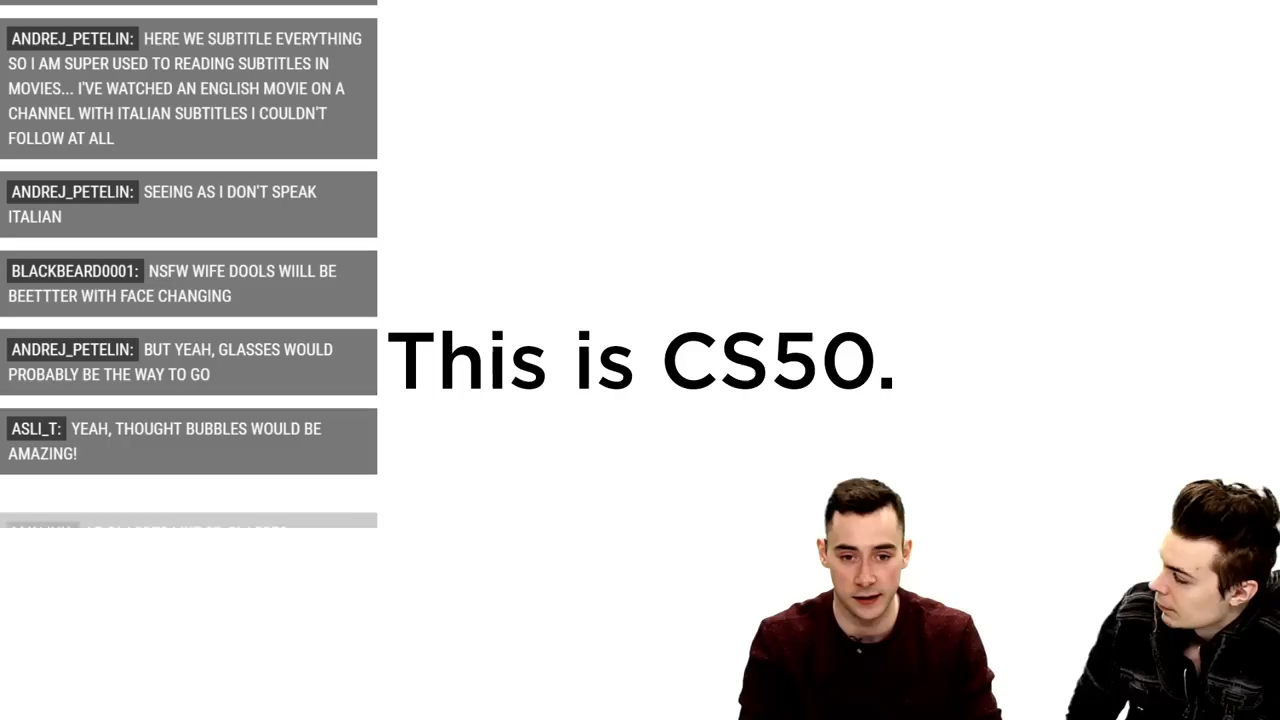 ANDREJ_PETELIN: HERE WE SUBTITLE EVERYTHING
SO I AM SUPER USED TO READING SUBTITLES IN
MOVIES... I'VE WATCHED AN ENGLISH MOVIE ON A
CHANNEL WITH ITALIAN SUBTITLES I COULDN'T
FOLLOW AT ALL
ANDREJ_PETELIN: SEEING AS I DON'T SPEAK
ITALIAN
BLACKBEARD0001: NSFW WIFE DOOLS WIILL BE
BEETTTER WITH FACE CHANGING
ANDREJ_PETELIN: BUT YEAH, GLASSES WOULD
PROBABLY BE THE WAY TO GO
ASLI_T: YEAH, THOUGHT BUBBLES WOULD BE
AMAZING!
This is CS50.